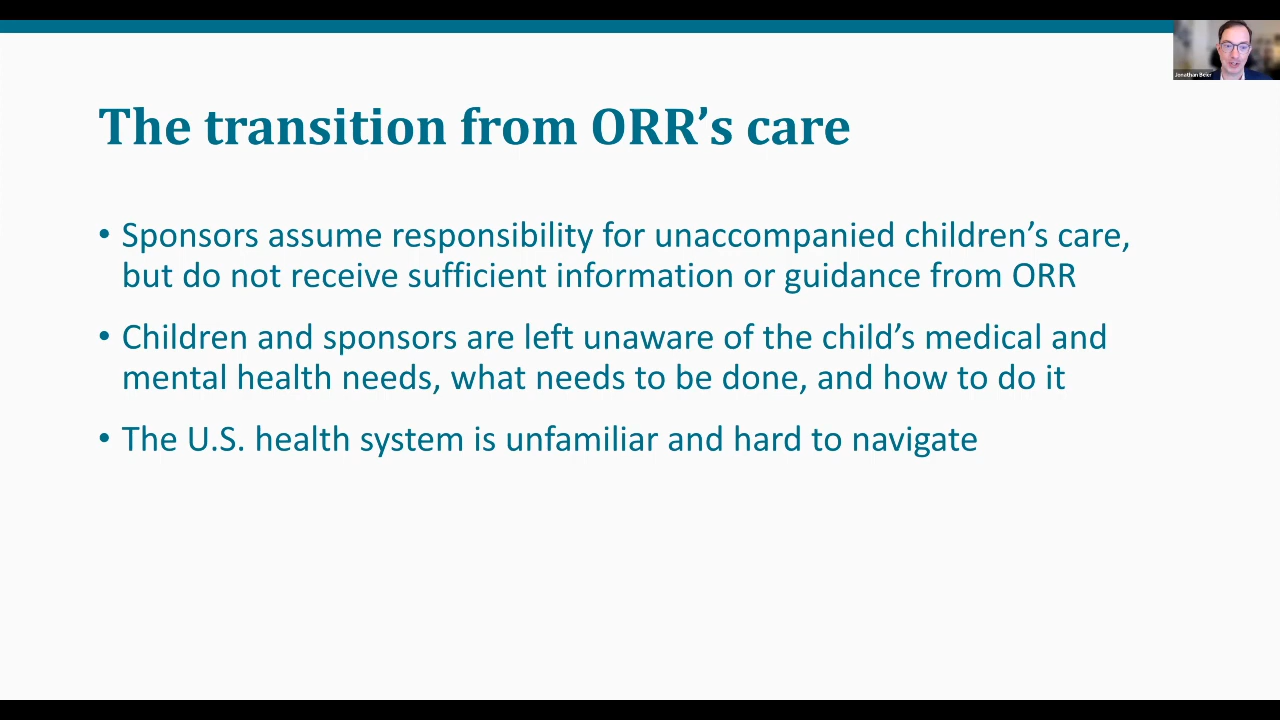 Jonathan Beier
The transition from ORR’s care
• Sponsors assume responsibility for unaccompanied children’s care,
but do not receive sufficient information or guidance from ORR
• Children and sponsors are left unaware of the child’s medical and
mental health needs, what needs to be done, and how to do it
• The U.S. health system is unfamiliar and hard to navigate